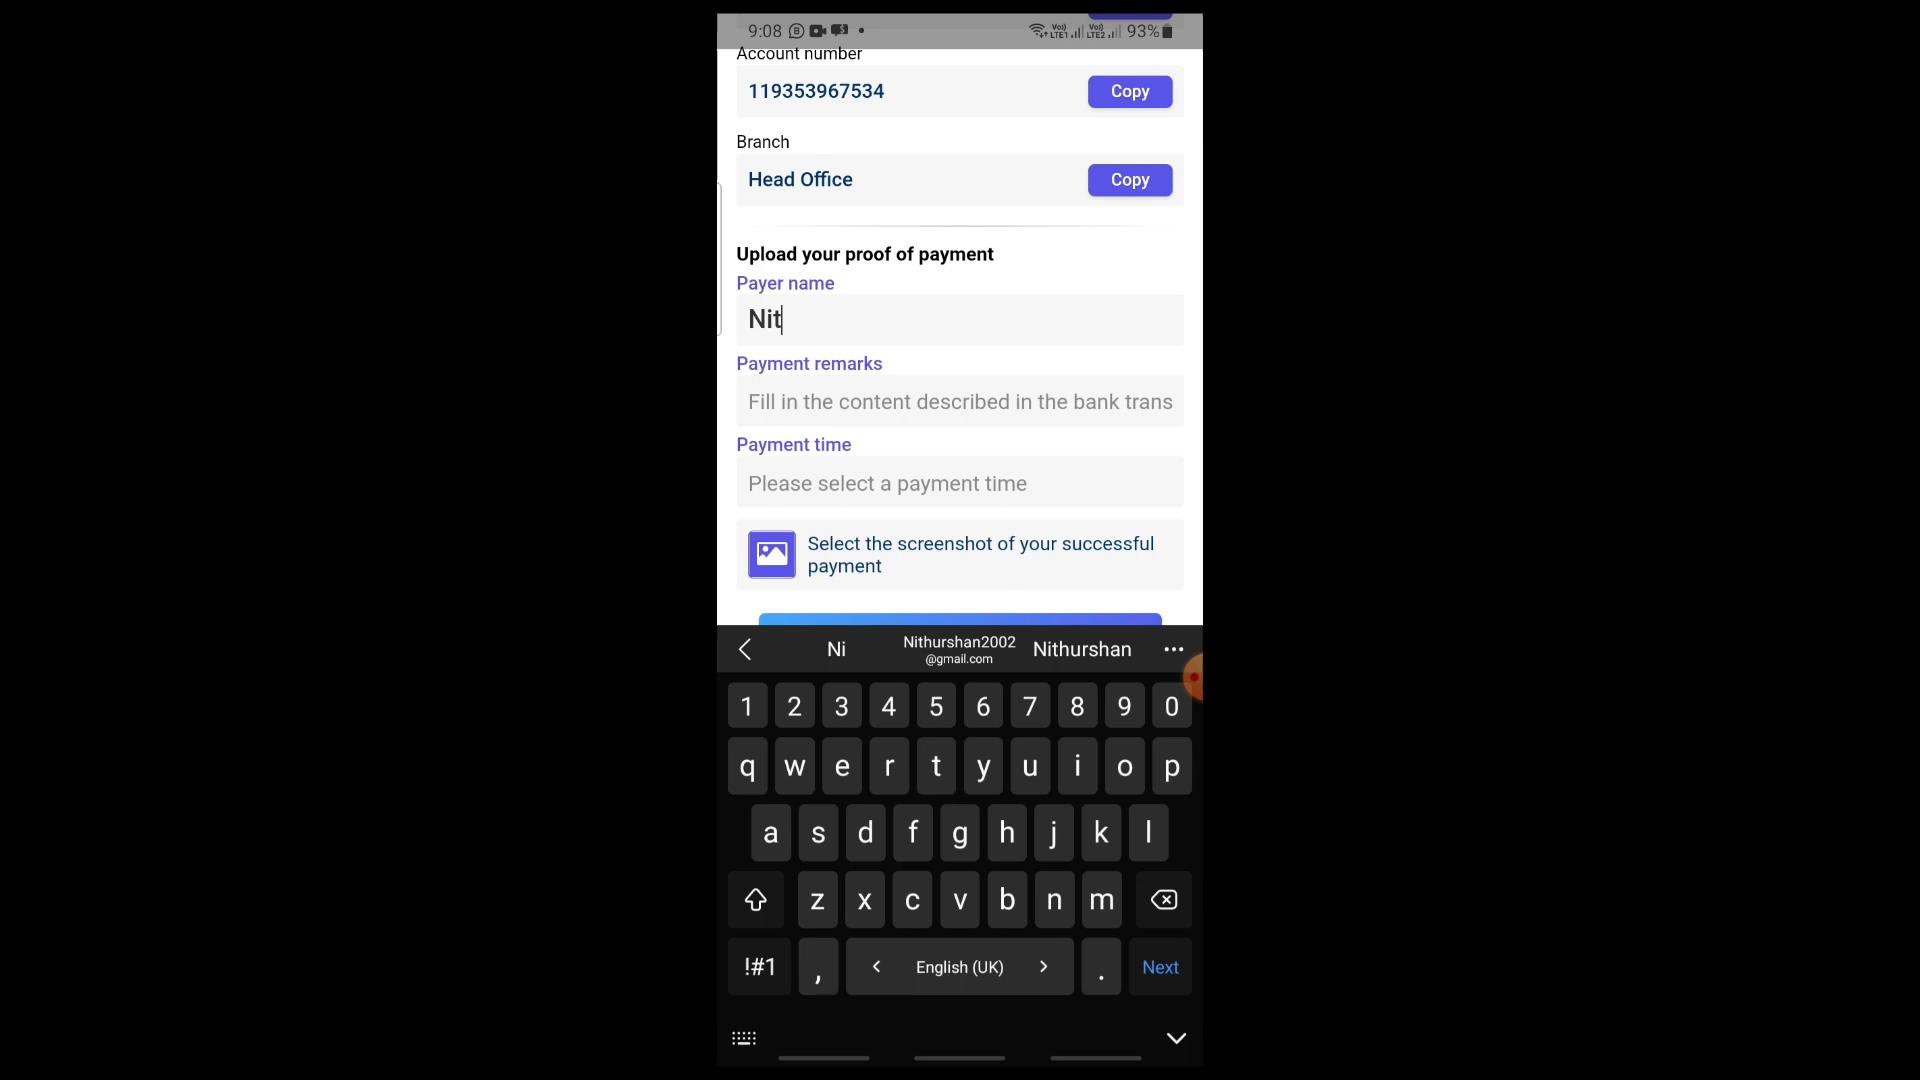 9:08 93%
Account number
119353967534 Copy
Branch
Head Office Copy
Upload your proof of payment
Payer name
Nit
Payment remarks
Fill in the content described in the bank trans
Payment time
Please select a payment time
Select the screenshot of your successful
payment
Ni Nithurshan2002 Nithurshan
@gmail.com
1 2 3 4 5 6 7 8 9 0
q w e r t y u i o p
a s d f g h j k l
z x c v b n m
!#1 , < English (UK) > . Next